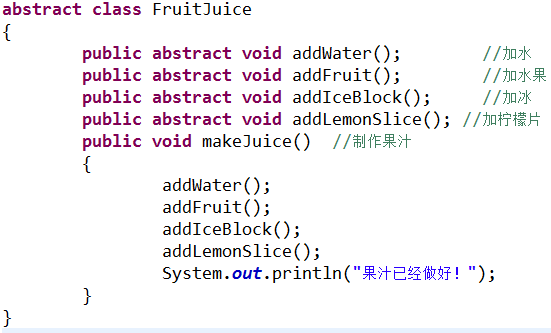 abstract class FruitJuice
{
public abstract void addWater(); //加水
public abstract void addFruit(); //加水果
public abstract void addIceBlock(); //加冰
public abstract void addLemonSlice(); //加柠檬片
public void makeJuice() //制作果汁
{
addWater();
addFruit();
addIceBlock();
addLemonSlice();
System.out.println("果汁已经做好！");
}
}